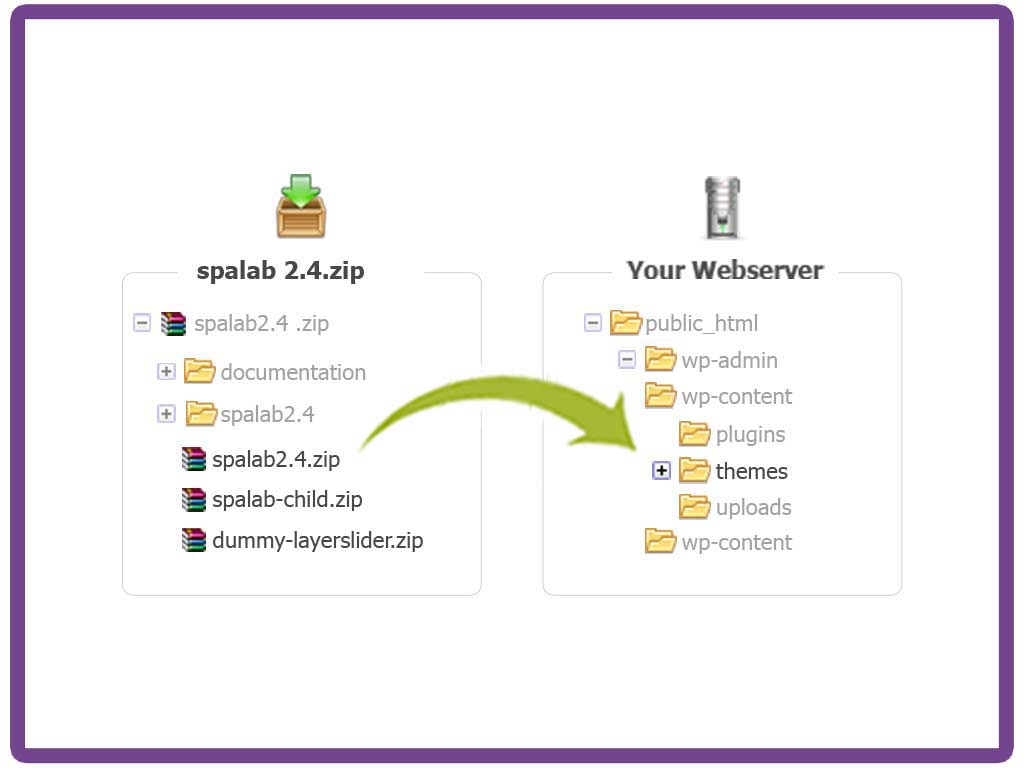 spalab 2.4.zip
spalab2.4 .zip
documentation
spalab2.4
spalab2.4.zip
spalab-child.zip
dummy-layerslider.zip
Your Webserver
public_html
wp-admin
wp-content
plugins
themes
uploads
wp-content